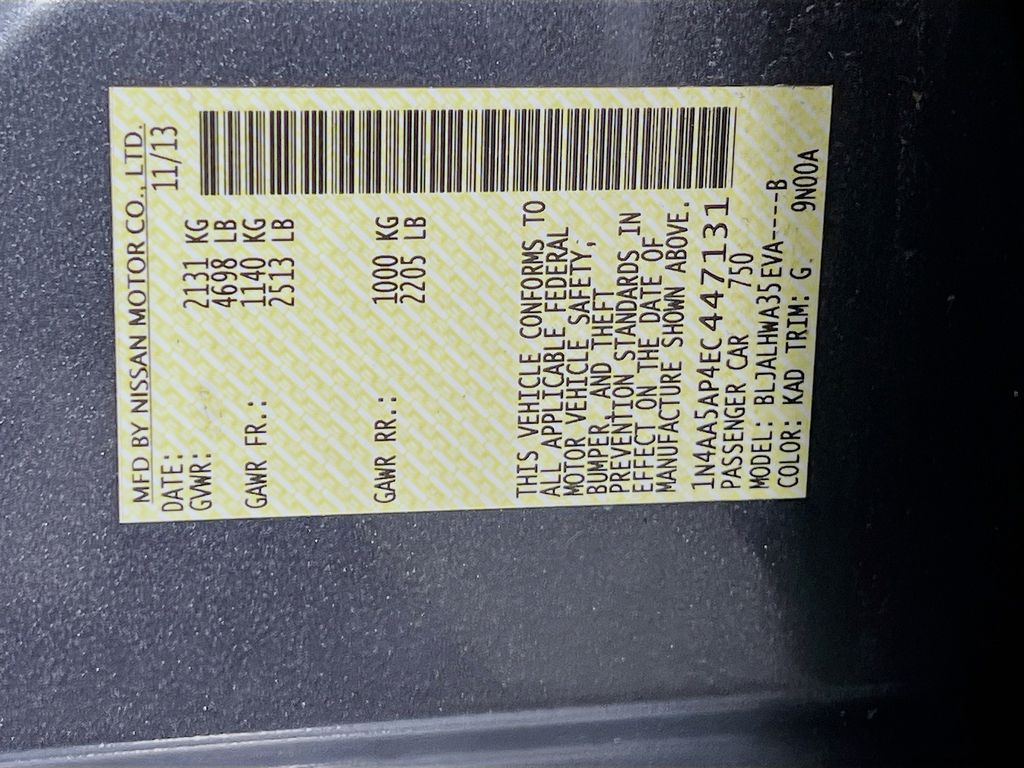 MFD BY NISSAN MOTOR CO., LTD.
DATE: 11/13
GVWR: 2131 KG
4698 LB
GAWR FR.: 1140 KG
2513 LB
GAWR RR.: 1000 KG
2205 LB
THIS VEHICLE CONFORMS TO
ALL APPLICABLE FEDERAL
MOTOR VEHICLE SAFETY,
BUMPER, AND THEFT
PREVENTION STANDARDS IN
EFFECT ON THE DATE OF
MANUFACTURE SHOWN ABOVE.
1N4AA5AP4EC447131
PASSENGER CAR 750
MODEL: BLJALHWA35EVA----B
COLOR: KAD TRIM: G 9N00A